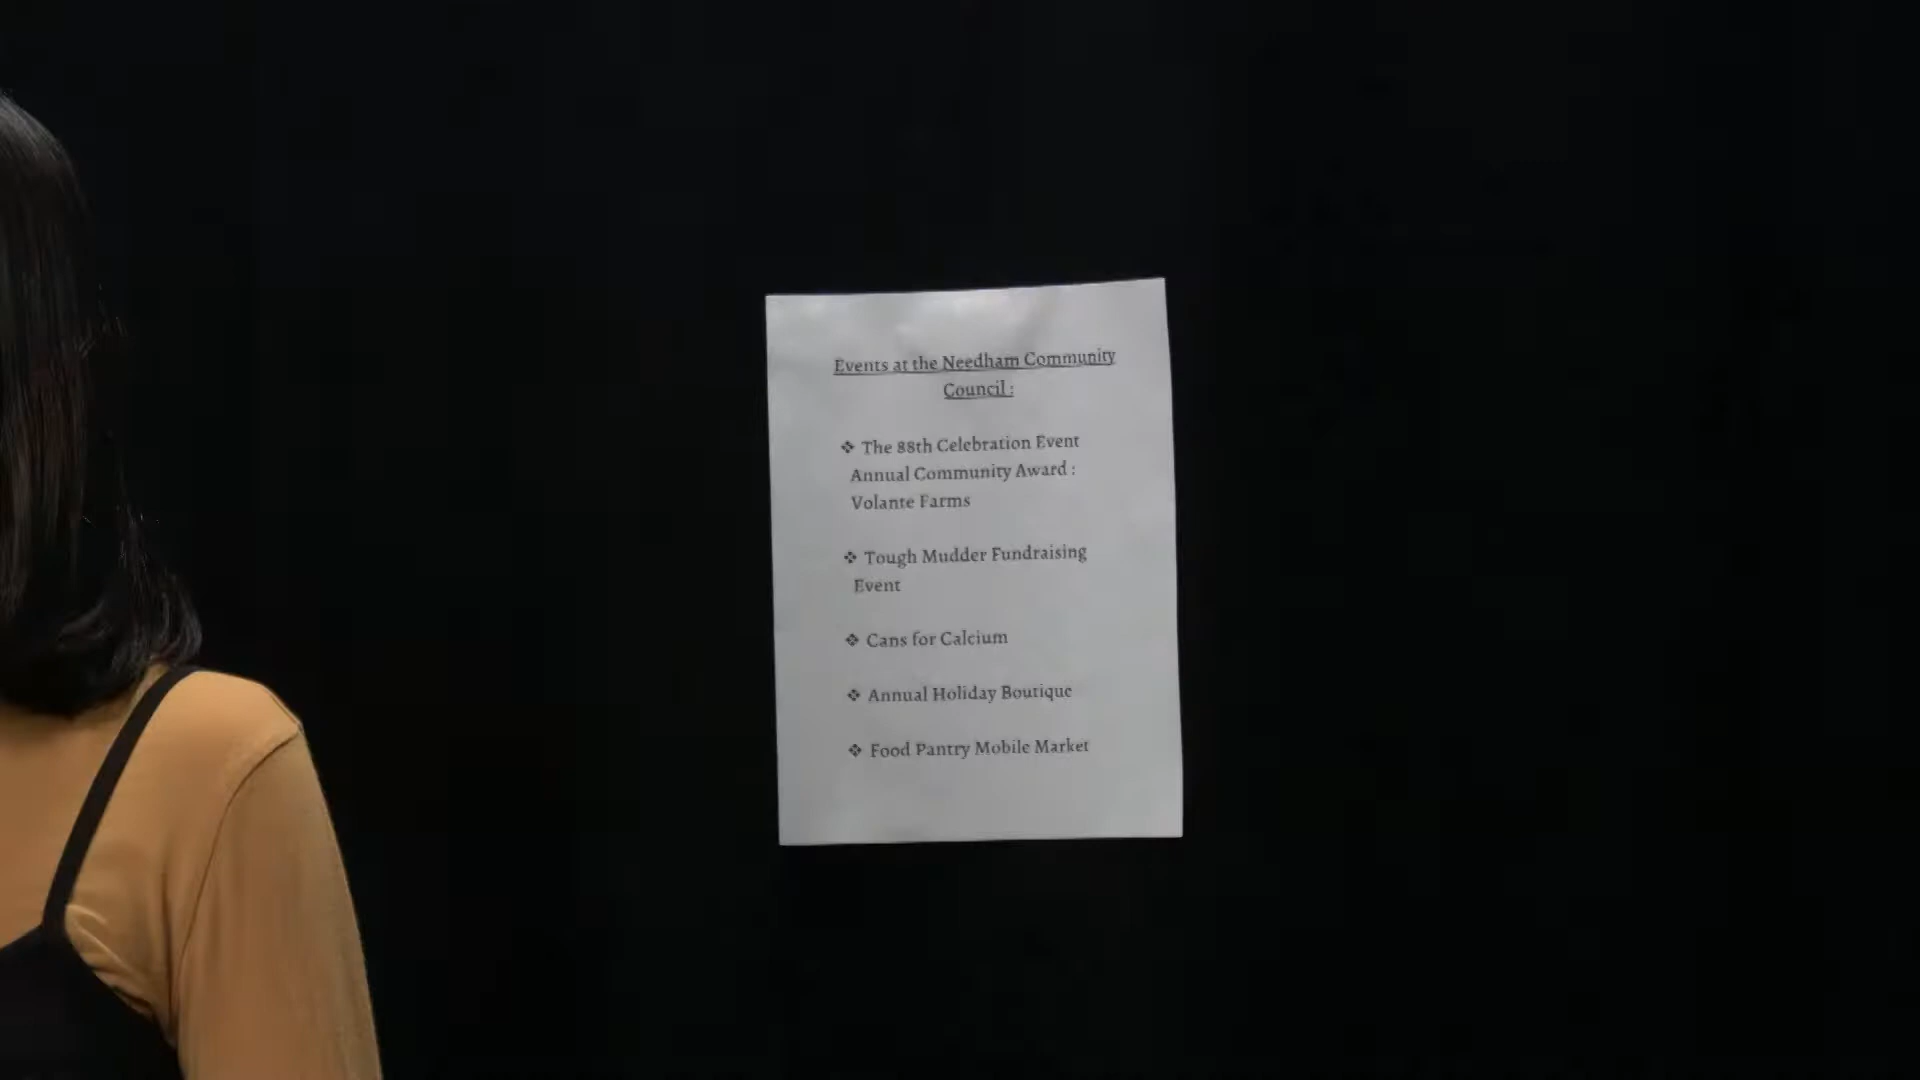 Events at the Needham Community
Council :
❖ The 88th Celebration Event
Annual Community Award :
Volante Farms
❖ Tough Mudder Fundraising
Event
❖ Cans for Calcium
❖ Annual Holiday Boutique
❖ Food Pantry Mobile Market